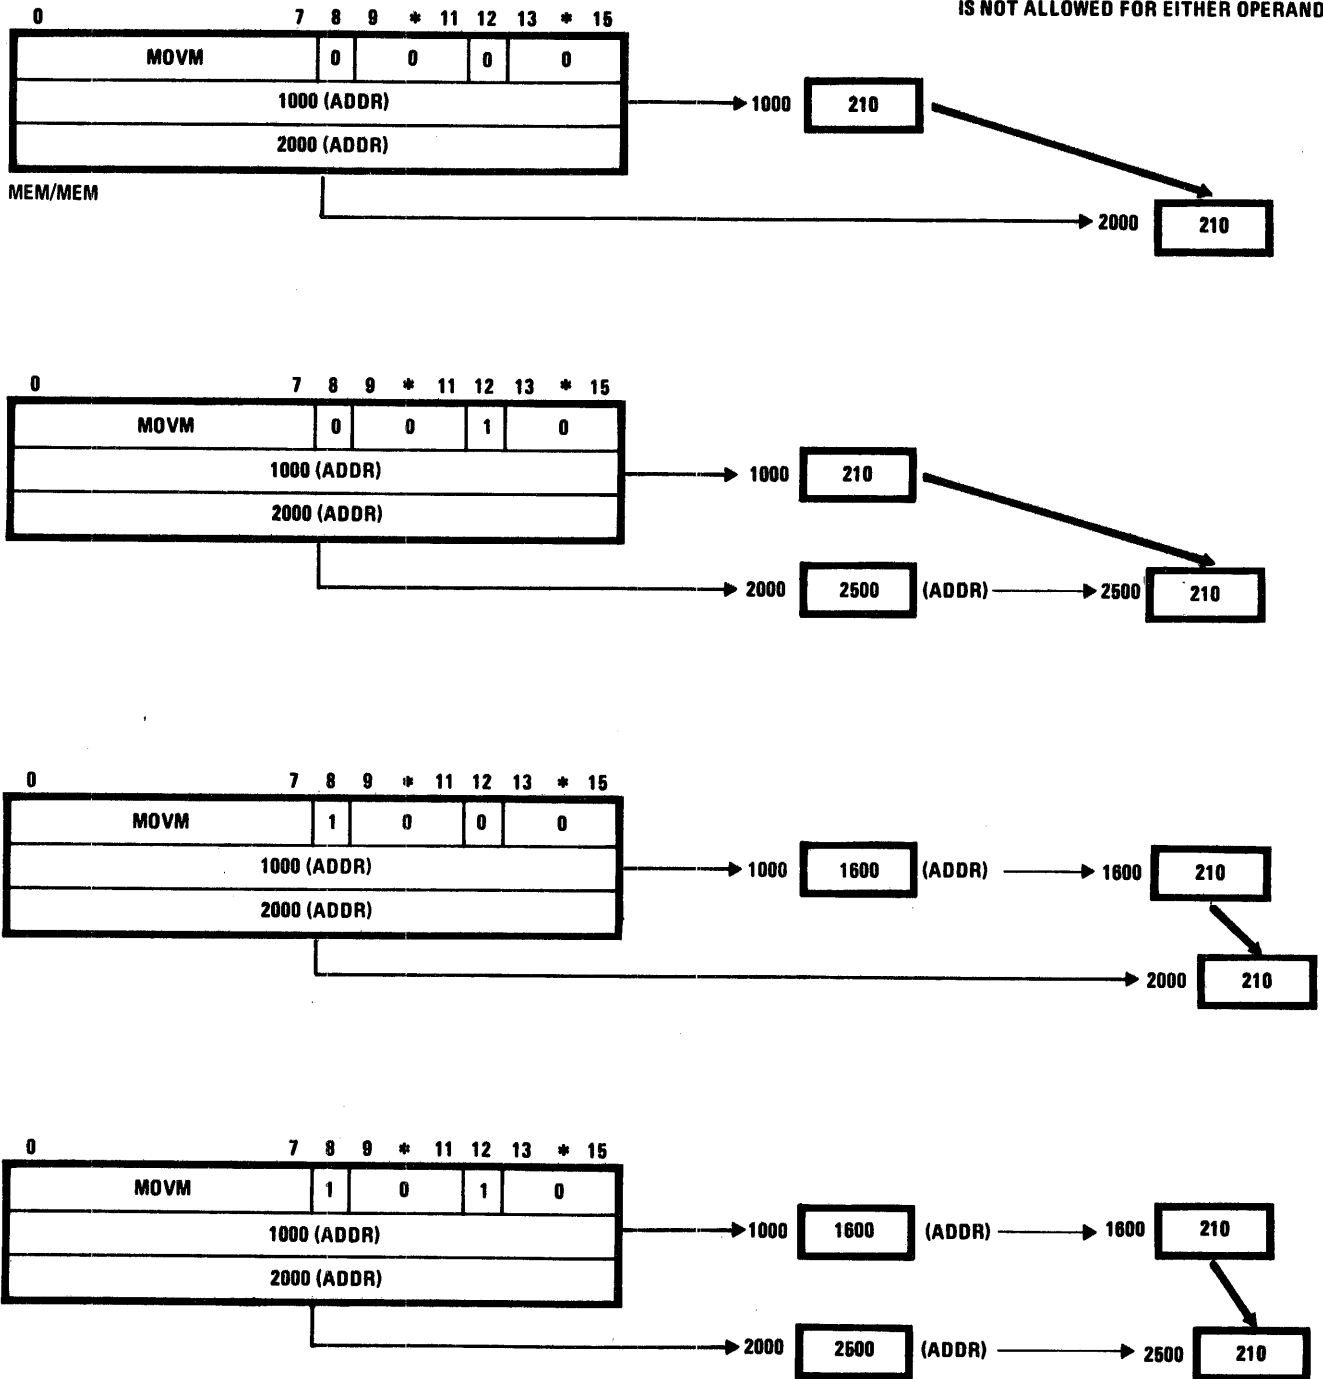 IS NOT ALLOWED FOR EITHER OPERAND
0 7 8 9 * 11 12 13 * 15
MOVM 0 0 0 0
1000 (ADDR) 1000 210
2000 (ADDR)
MEM/MEM
2000 210
0 7 8 9 * 11 12 13 * 15
MOVM 0 0 1 0
1000 (ADDR) 1000 210
2000 (ADDR)
2000 2500 (ADDR) 2500 210
0 7 8 9 * 11 12 13 * 15
MOVM 1 0 0 0
1000 (ADDR) 1000 1600 (ADDR) 1600 210
2000 (ADDR)
2000 210
0 7 8 9 * 11 12 13 * 15
MOVM 1 0 1 0
1000 (ADDR) 1000 1600 (ADDR) 1600 210
2000 (ADDR)
2000 2500 (ADDR) 2500 210